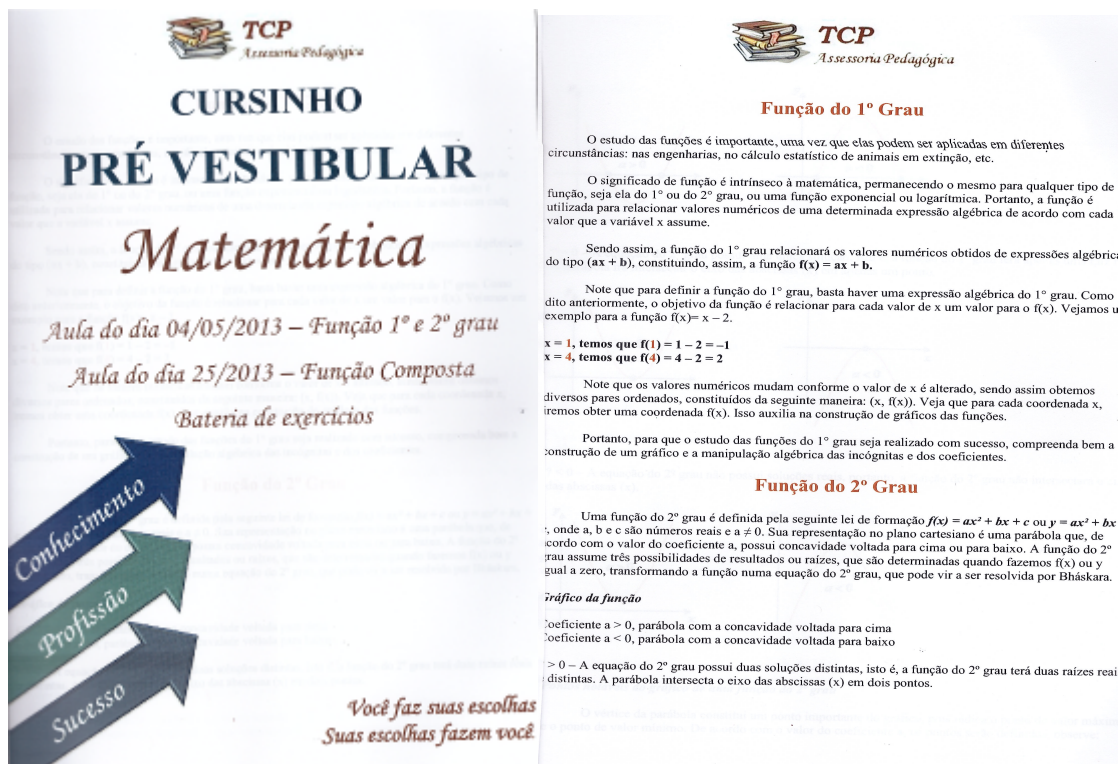 TCP
Assessoria Pedagógica
CURSINHO
PRÉ VESTIBULAR
Matemática
Aula do dia 04/05/2013 – Função 1º e 2º grau
Aula do dia 25/2013 – Função Composta
Bateria de exercícios
Conhecimento
Profissão
Sucesso
Você faz suas escolhas
Suas escolhas fazem você
TCP
Assessoria Pedagógica
Função do 1º Grau
O estudo das funções é importante, uma vez que elas podem ser aplicadas em diferentes
circunstâncias: nas engenharias, no cálculo estatístico de animais em extinção, etc.
O significado de função é intrínseco à matemática, permanecendo o mesmo para qualquer tipo de
função, seja ela do 1° ou do 2° grau, ou uma função exponencial ou logarítmica. Portanto, a função é
utilizada para relacionar valores numéricos de uma determinada expressão algébrica de acordo com cada
valor que a variável x assume.
Sendo assim, a função do 1° grau relacionará os valores numéricos obtidos de expressões algébrica
do tipo (ax + b), constituindo, assim, a função f(x) = ax + b.
Note que para definir a função do 1° grau, basta haver uma expressão algébrica do 1° grau. Como
dito anteriormente, o objetivo da função é relacionar para cada valor de x um valor para o f(x). Vejamos u
exemplo para a função f(x)= x – 2.
x = 1, temos que f(1) = 1 – 2 = –1
x = 4, temos que f(4) = 4 – 2 = 2
Note que os valores numéricos mudam conforme o valor de x é alterado, sendo assim obtemos
diversos pares ordenados, constituídos da seguinte maneira: (x, f(x)). Veja que para cada coordenada x,
iremos obter uma coordenada f(x). Isso auxilia na construção de gráficos das funções.
Portanto, para que o estudo das funções do 1° grau seja realizado com sucesso, compreenda bem a
construção de um gráfico e a manipulação algébrica das incógnitas e dos coeficientes.
Função do 2º Grau
Uma função do 2º grau é definida pela seguinte lei de formação f(x) = ax² + bx + c ou y = ax² + bx
, onde a, b e c são números reais e a ≠ 0. Sua representação no plano cartesiano é uma parábola que, de
cordo com o valor do coeficiente a, possui concavidade voltada para cima ou para baixo. A função do 2º
rau assume três possibilidades de resultados ou raízes, que são determinadas quando fazemos f(x) ou y
gual a zero, transformando a função numa equação do 2º grau, que pode vir a ser resolvida por Bháskara.
Gráfico da função
Coeficiente a > 0, parábola com a concavidade voltada para cima
Coeficiente a < 0, parábola com a concavidade voltada para baixo
> 0 – A equação do 2º grau possui duas soluções distintas, isto é, a função do 2º grau terá duas raízes reai
distintas. A parábola intersecta o eixo das abscissas (x) em dois pontos.